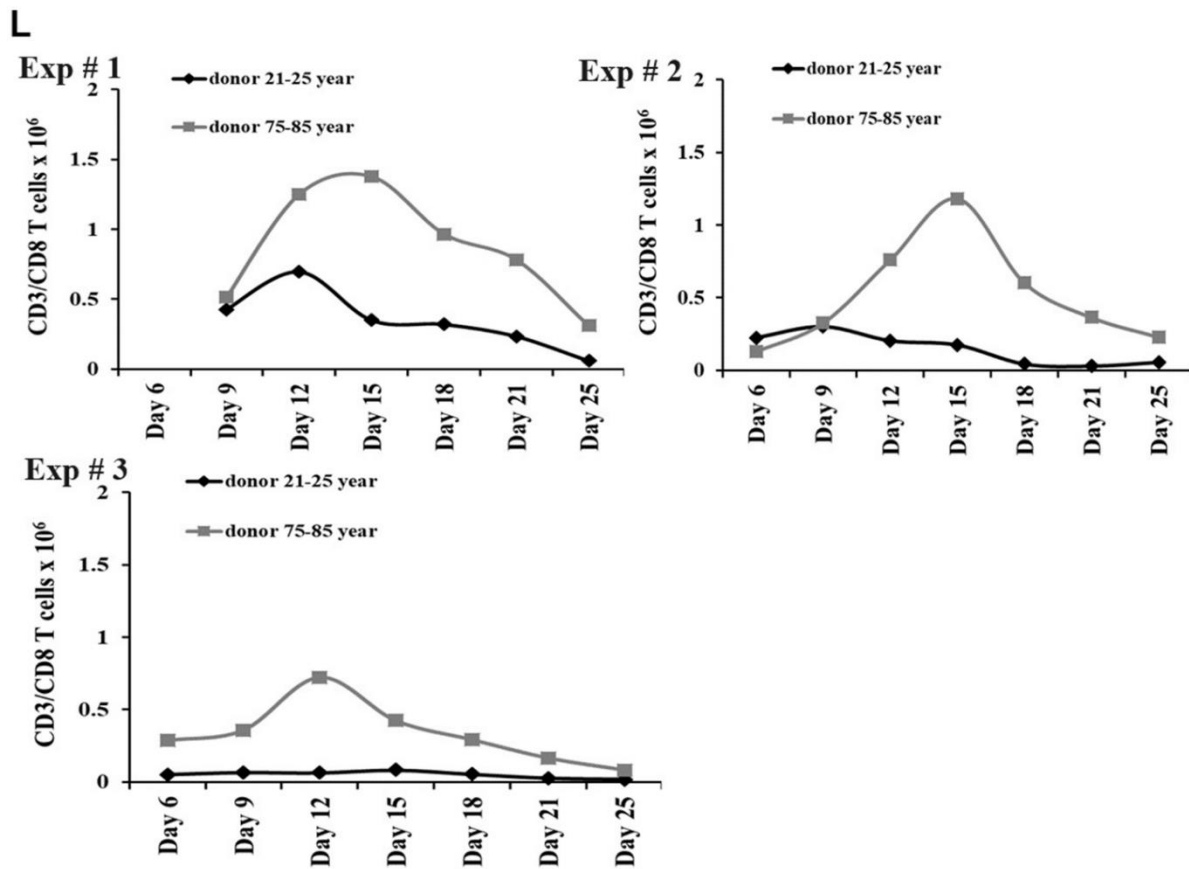 L
Exp # 1
donor 21-25 year
donor 75-85 year
CD3/CD8 T cells x 10⁶
2
1.5
1
0.5
0
Day 6
Day 9
Day 12
Day 15
Day 18
Day 21
Day 25
Exp # 2
donor 21-25 year
donor 75-85 year
CD3/CD8 T cells x 10⁶
2
1.5
1
0.5
0
Day 6
Day 9
Day 12
Day 15
Day 18
Day 21
Day 25
Exp # 3
donor 21-25 year
donor 75-85 year
CD3/CD8 T cells x 10⁶
2
1.5
1
0.5
0
Day 6
Day 9
Day 12
Day 15
Day 18
Day 21
Day 25